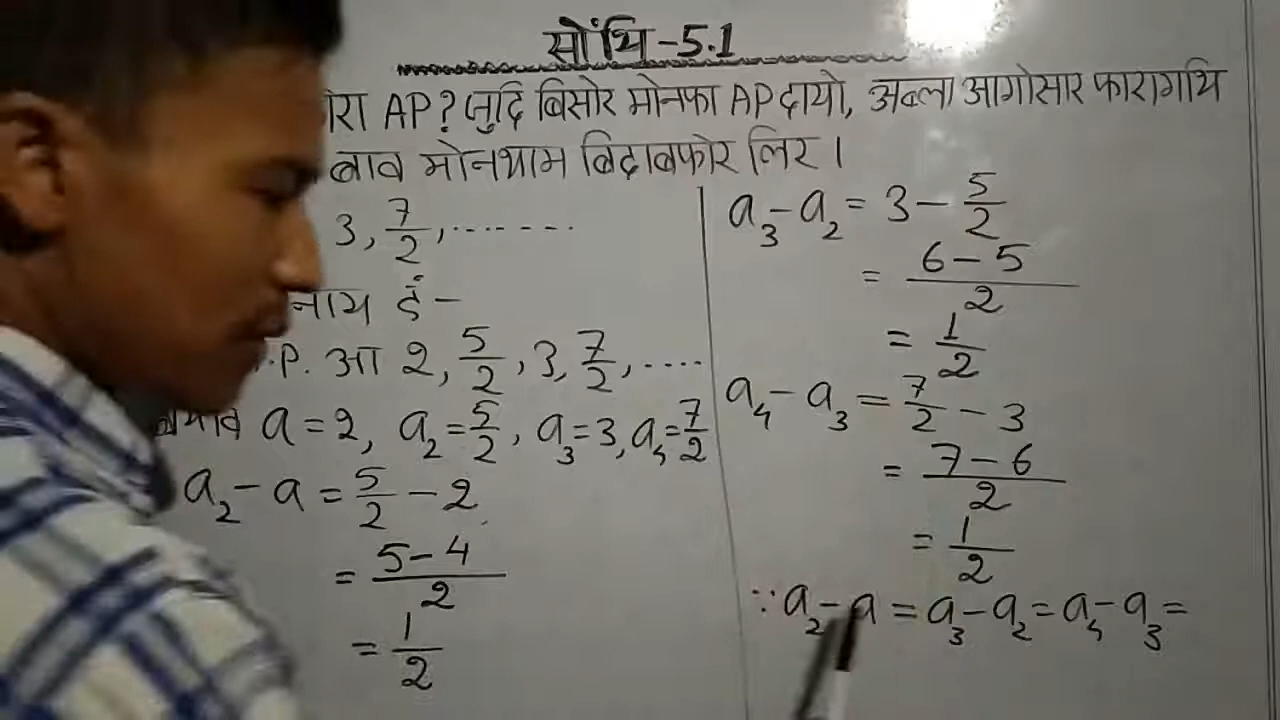 सोंथि-5.1
रा AP? जुदि बिसोर मोनफा AP दायो, अब्ला आगोसार फारागथि
बाव मोनथाम बिदाबफोर लिर।
3, 7/2, .......
नाय दं-
.P. आ 2, 5/2, 3, 7/2, ....
a = 2, a₂ = 5/2, a₃ = 3, a₄ = 7/2
a₂ - a = 5/2 - 2
= (5 - 4)/2
= 1/2
a₃ - a₂ = 3 - 5/2
= (6 - 5)/2
= 1/2
a₄ - a₃ = 7/2 - 3
= (7 - 6)/2
= 1/2
∵ a₂ - a = a₃ - a₂ = a₄ - a₃ =